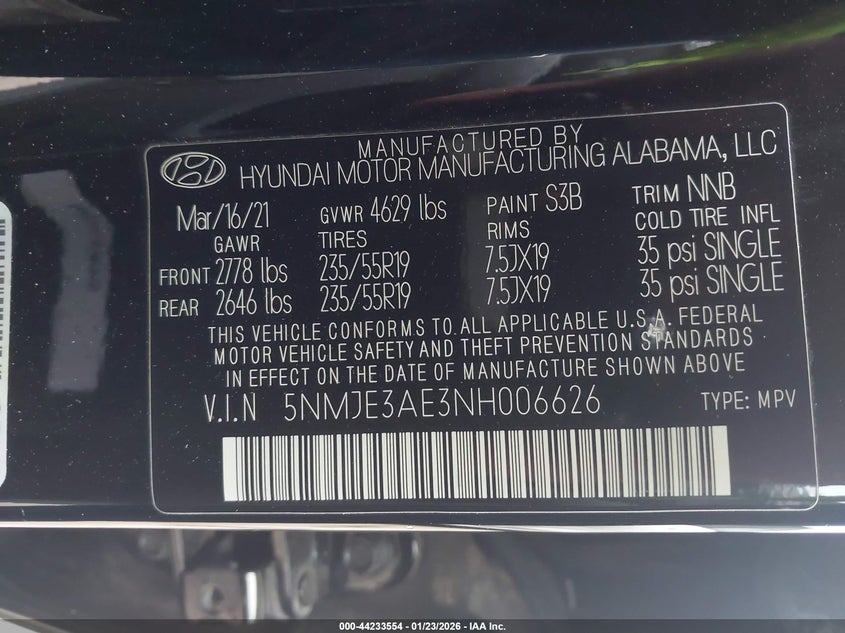 MANUFACTURED BY
HYUNDAI MOTOR MANUFACTURING ALABAMA, LLC
Mar/16/21 GVWR 4629 lbs PAINT S3B TRIM NNB
GAWR TIRES RIMS COLD TIRE INFL
FRONT 2778 lbs 235/55R19 7.5JX19 35 psi SINGLE
REAR 2646 lbs 235/55R19 7.5JX19 35 psi SINGLE
THIS VEHICLE CONFORMS TO ALL APPLICABLE U.S.A. FEDERAL
MOTOR VEHICLE SAFETY AND THEFT PREVENTION STANDARDS
IN EFFECT ON THE DATE OF MANUFACTURE SHOWN ABOVE
V.I.N 5NMJE3AE3NH006626 TYPE: MPV
000-44233554 - 01/23/2026 - IAA Inc.